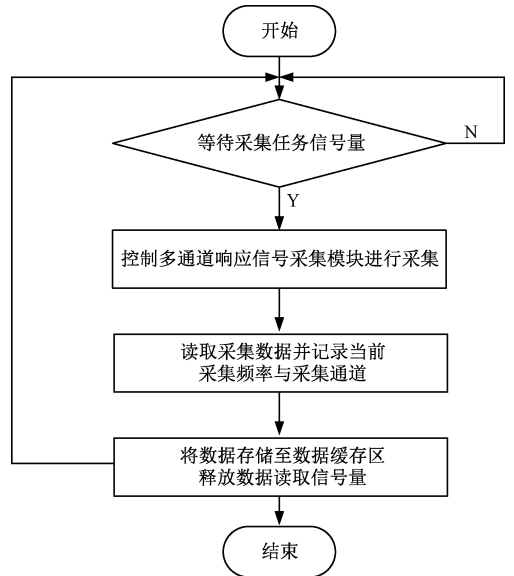 开始
等待采集任务信号量
N
Y
控制多通道响应信号采集模块进行采集
读取采集数据并记录当前
采集频率与采集通道
将数据存储至数据缓存区
释放数据读取信号量
结束